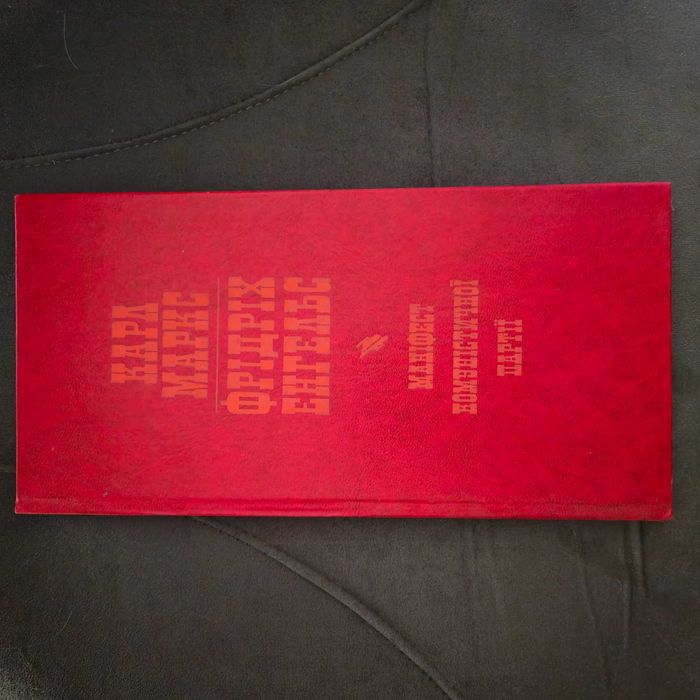 КАРЛ
МАРКС
ФРІДРІХ
ЕНГЕЛЬС
МАНІФЕСТ
КОМУНІСТИЧНОЇ
ПАРТІЇ